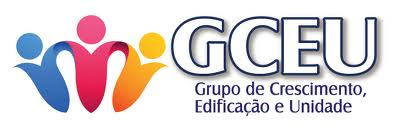 GCEU
Grupo de Crescimento,
Edificação e Unidade